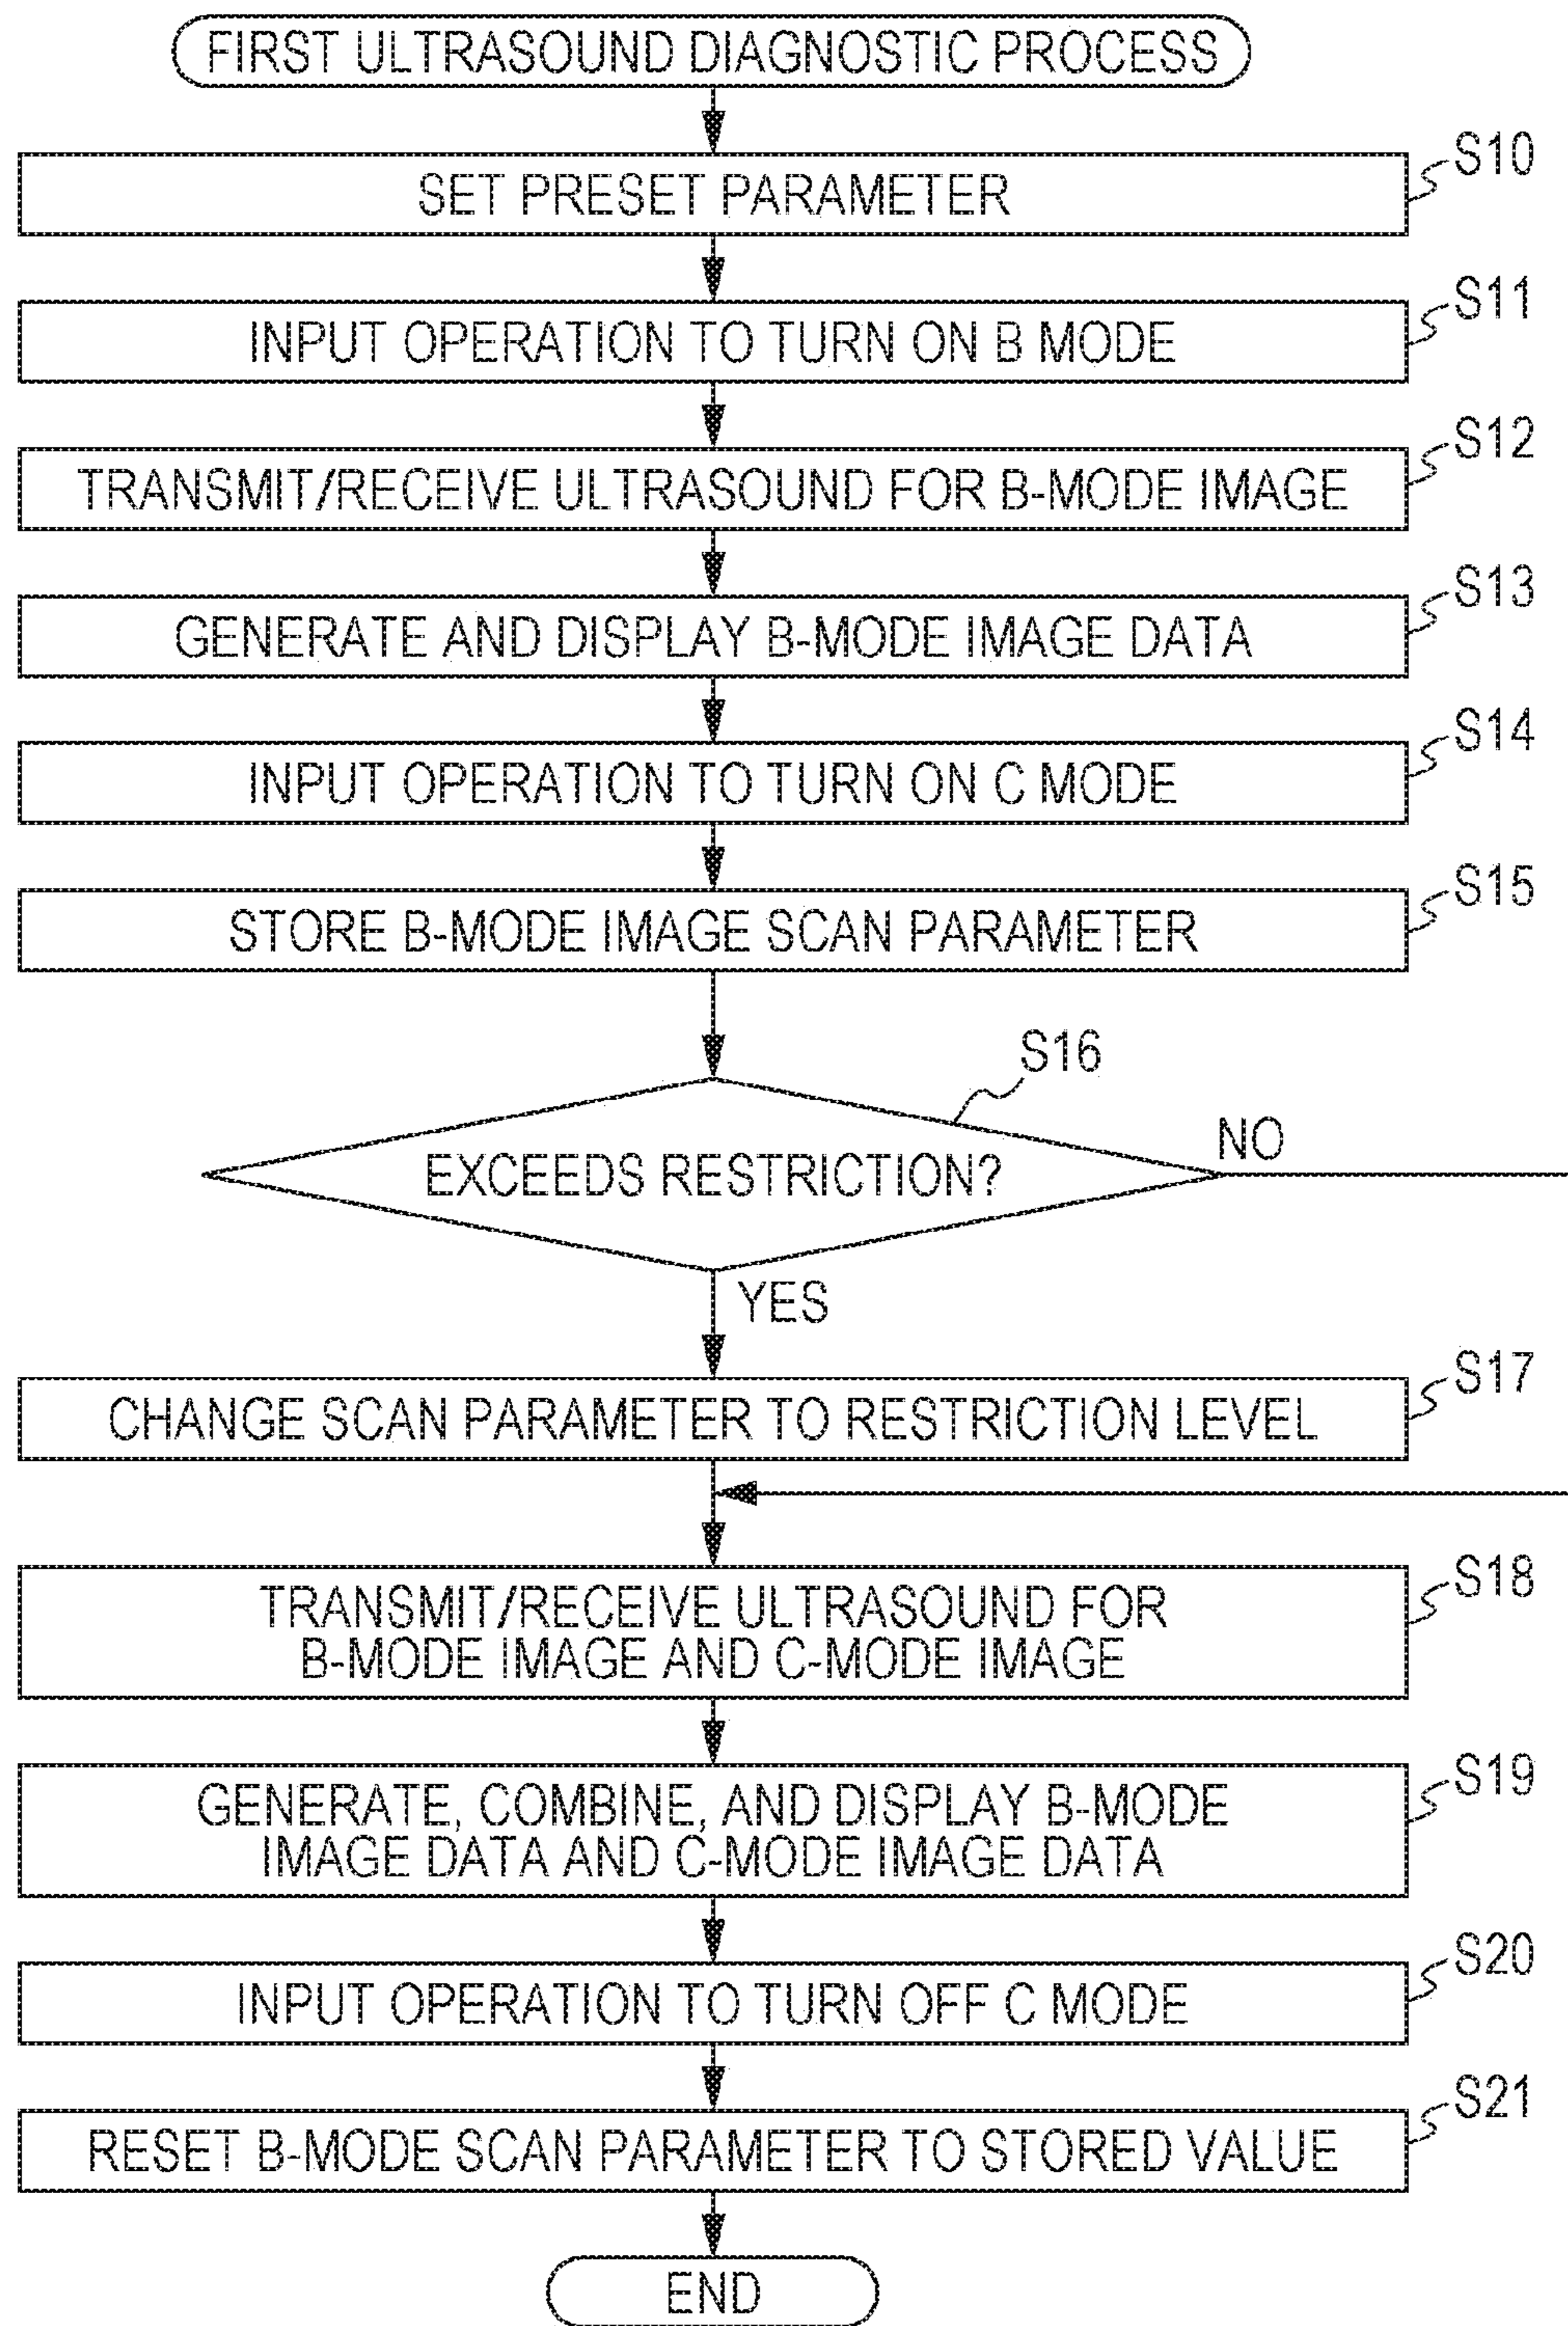 FIRST ULTRASOUND DIAGNOSTIC PROCESS
S10
SET PRESET PARAMETER
S11
INPUT OPERATION TO TURN ON B MODE
S12
TRANSMIT/RECEIVE ULTRASOUND FOR B-MODE IMAGE
S13
GENERATE AND DISPLAY B-MODE IMAGE DATA
S14
INPUT OPERATION TO TURN ON C MODE
S15
STORE B-MODE IMAGE SCAN PARAMETER
S16
EXCEEDS RESTRICTION?
NO
YES
S17
CHANGE SCAN PARAMETER TO RESTRICTION LEVEL
S18
TRANSMIT/RECEIVE ULTRASOUND FOR
B-MODE IMAGE AND C-MODE IMAGE
S19
GENERATE, COMBINE, AND DISPLAY B-MODE
IMAGE DATA AND C-MODE IMAGE DATA
S20
INPUT OPERATION TO TURN OFF C MODE
S21
RESET B-MODE SCAN PARAMETER TO STORED VALUE
END